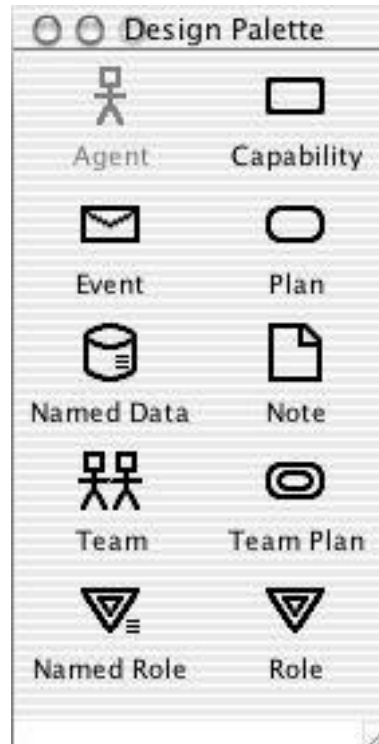 Design Palette
Agent Capability
Event Plan
Named Data Note
Team Team Plan
Named Role Role